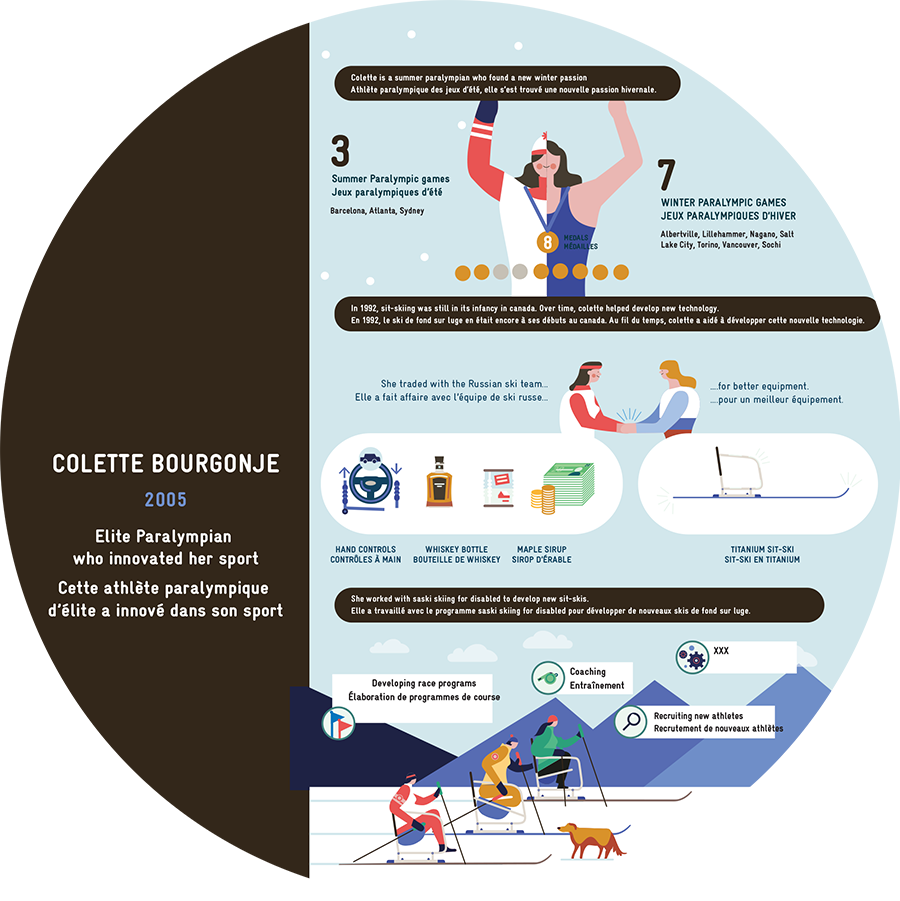 COLETTE BOURGONJE
2005
Elite Paralympian
who innovated her sport
Cette athlète paralympique
d'élite a innové dans son sport
Colette is a summer paralympian who found a new winter passion
Athlète paralympique des jeux d'été, elle s'est trouvé une nouvelle passion hivernale.
3
Summer Paralympic games
Jeux paralympiques d'été
Barcelona, Atlanta, Sydney
7
WINTER PARALYMPIC GAMES
JEUX PARALYMPIQUES D'HIVER
Albertville, Lillehammer, Nagano, Salt
Lake City, Torino, Vancouver, Sochi
8
MEDALS
MÉDAILLES
In 1992, sit-skiing was still in its infancy in canada. Over time, colette helped develop new technology.
En 1992, le ski de fond sur luge en était encore à ses débuts au canada. Au fil du temps, colette a aidé à développer cette nouvelle technologie.
She traded with the Russian ski team...
Elle a fait affaire avec l'équipe de ski russe...
....for better equipment.
....pour un meilleur équipement.
HAND CONTROLS
CONTRÔLES À MAIN
WHISKEY BOTTLE
BOUTEILLE DE WHISKEY
MAPLE SIRUP
SIROP D'ÉRABLE
TITANIUM SIT-SKI
SIT-SKI EN TITANIUM
She worked with saski skiing for disabled to develop new sit-skis.
Elle a travaillé avec le programme saski skiing for disabled pour développer de nouveaux skis de fond sur luge.
Developing race programs
Élaboration de programmes de course
Coaching
Entraînement
XXX
Recruiting new athletes
Recrutement de nouveaux athlètes